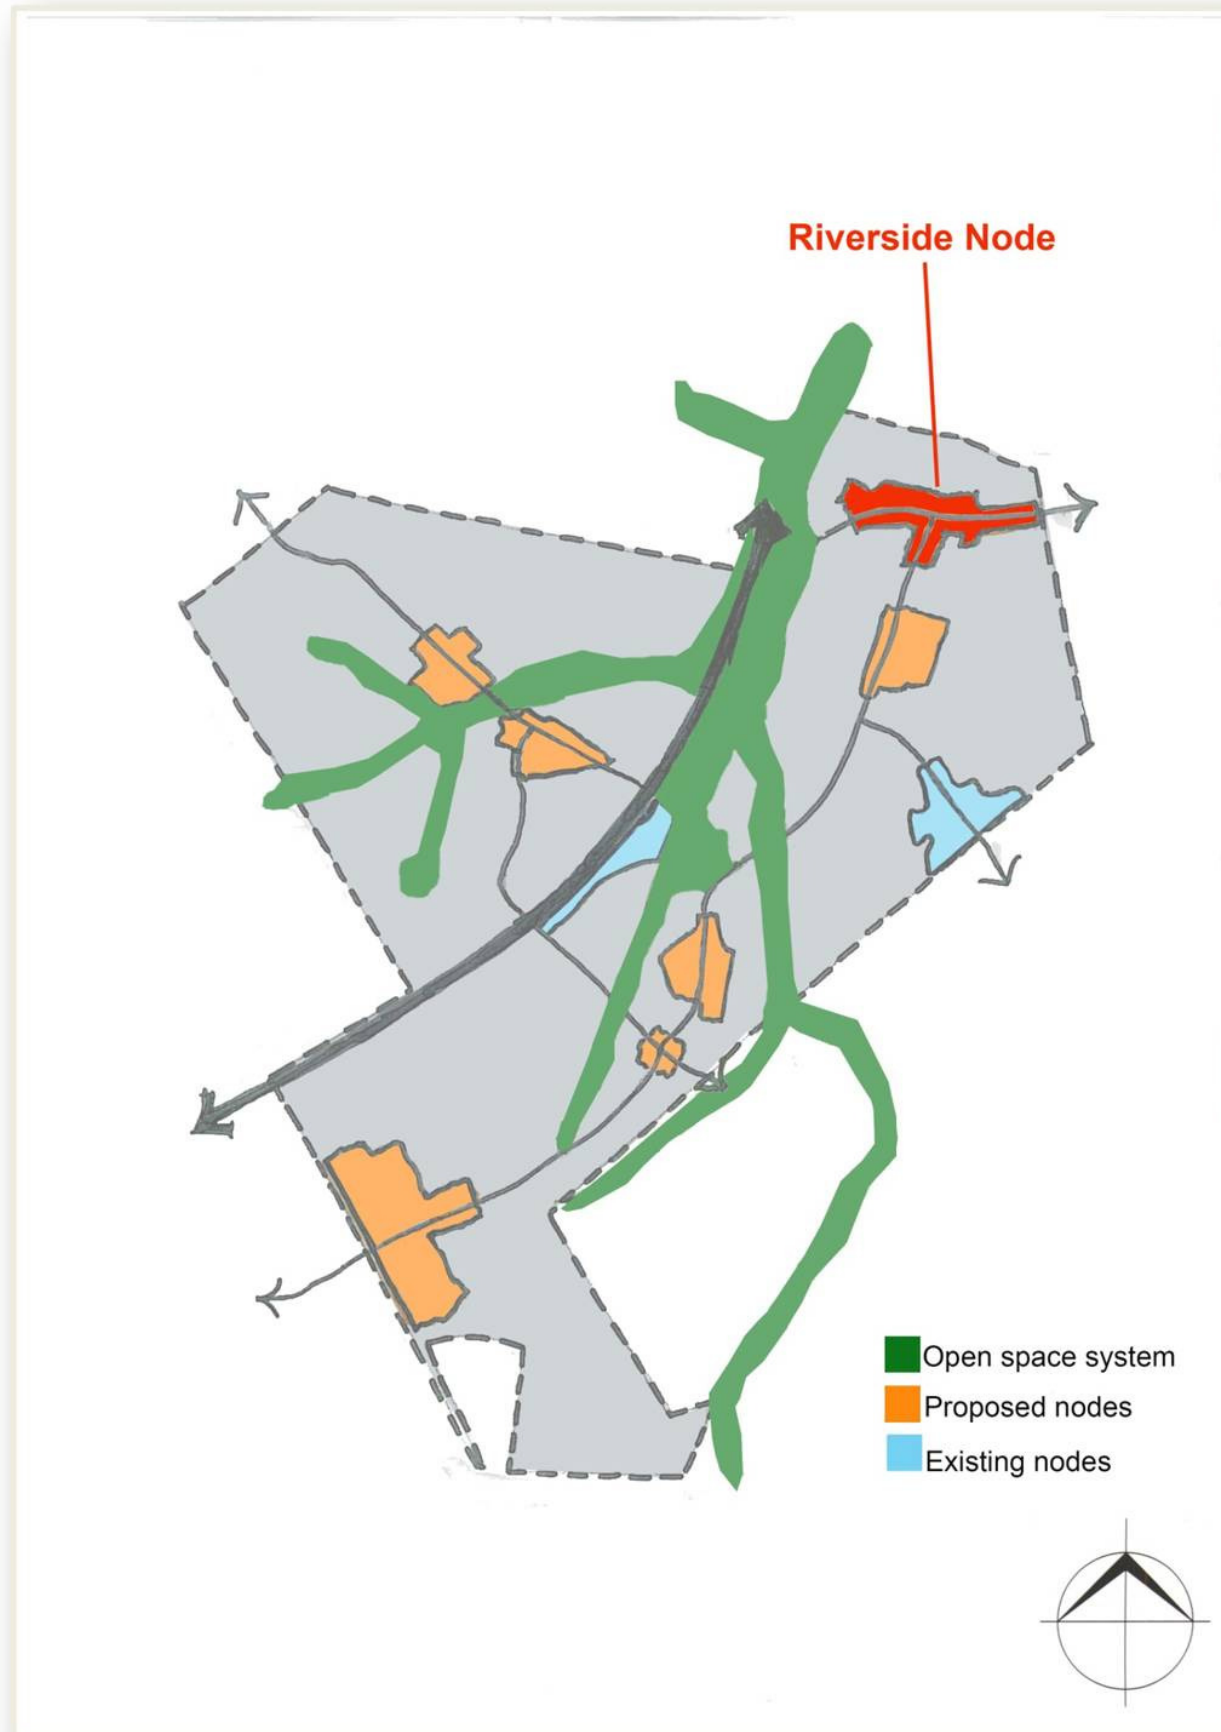 Riverside Node
Open space system
Proposed nodes
Existing nodes